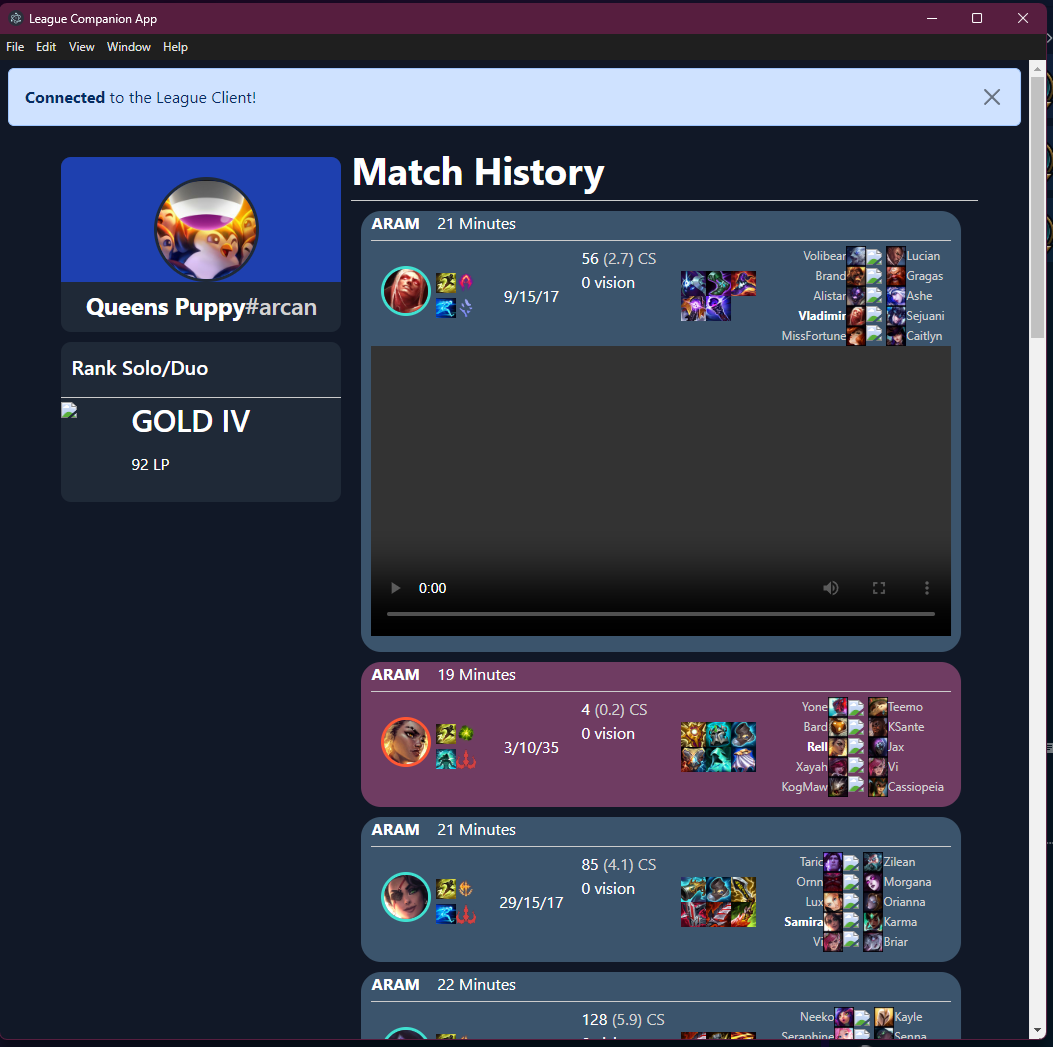 League Companion App
File Edit View Window Help
Connected to the League Client!
Queens Puppy#arcan
Rank Solo/Duo
GOLD IV
92 LP
Match History
ARAM 21 Minutes
9/15/17
56 (2.7) CS
0 vision
Volibear Lucian
Brand Gragas
Alistar Ashe
Vladimir Sejuani
MissFortune Caitlyn
0:00
ARAM 19 Minutes
3/10/35
4 (0.2) CS
0 vision
Yone Teemo
Bard KSante
Rell Jax
Xayah Vi
KogMaw Cassiopeia
ARAM 21 Minutes
29/15/17
85 (4.1) CS
0 vision
Taric Zilean
Ornn Morgana
Lux Orianna
Samira Karma
Vi Briar
ARAM 22 Minutes
128 (5.9) CS
Neeko Kayle
Seraphine Senna